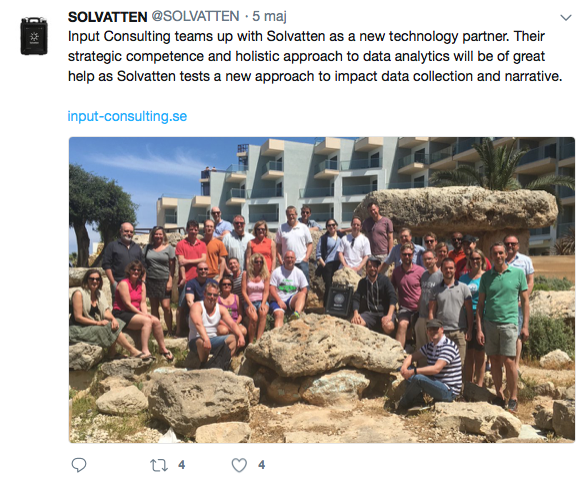 SOLVATTEN @SOLVATTEN · 5 maj
Input Consulting teams up with Solvatten as a new technology partner. Their
strategic competence and holistic approach to data analytics will be of great
help as Solvatten tests a new approach to impact data collection and narrative.
input-consulting.se
4
4